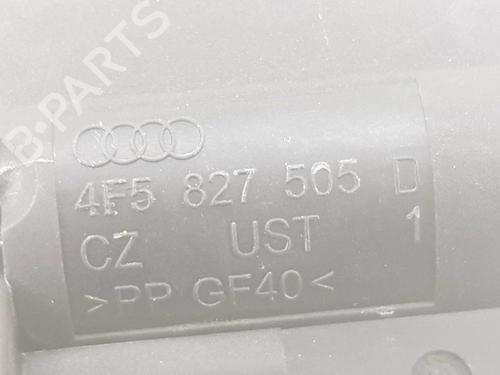 4F5 827 505 D
CZ UST 1
>PP GF40<
B-PARTS